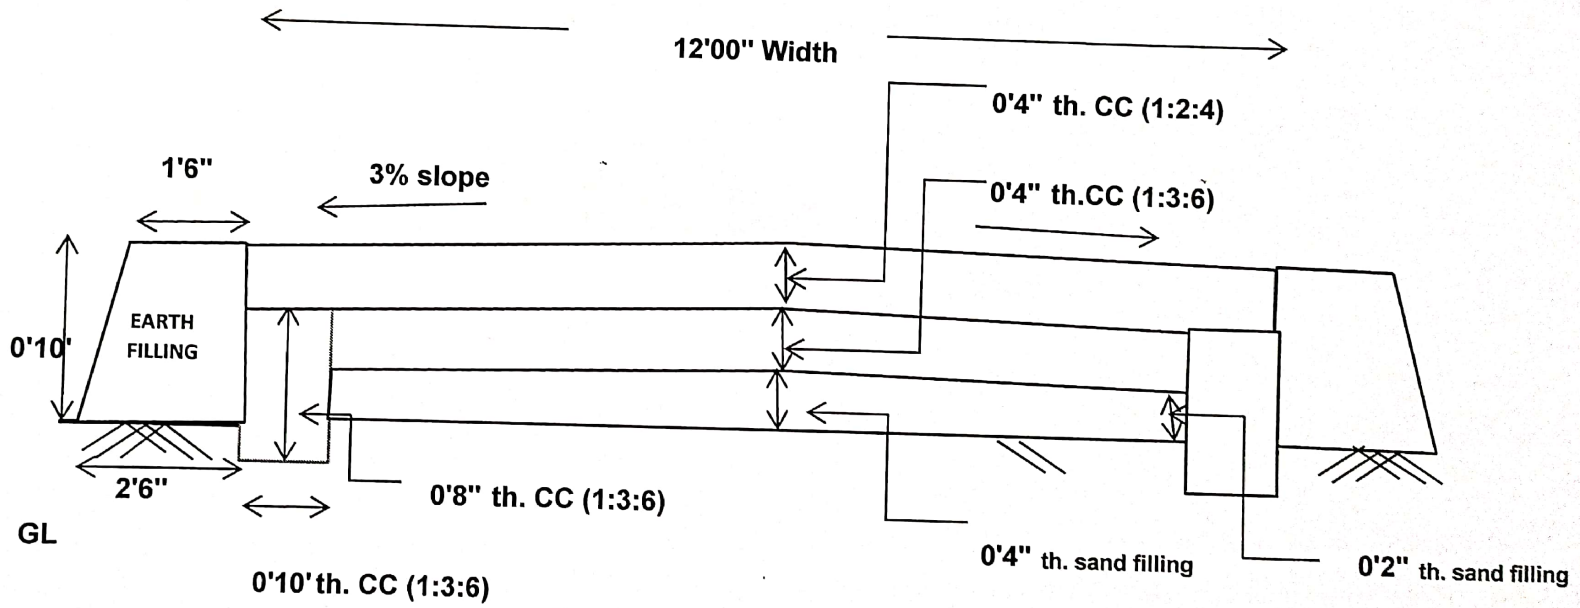 12'00" Width
0'4" th. CC (1:2:4)
1'6"
3% slope
0'4" th.CC (1:3:6)
EARTH
FILLING
0'10'
2'6"
0'8" th. CC (1:3:6)
GL
0'4" th. sand filling
0'2" th. sand filling
0'10' th. CC (1:3:6)